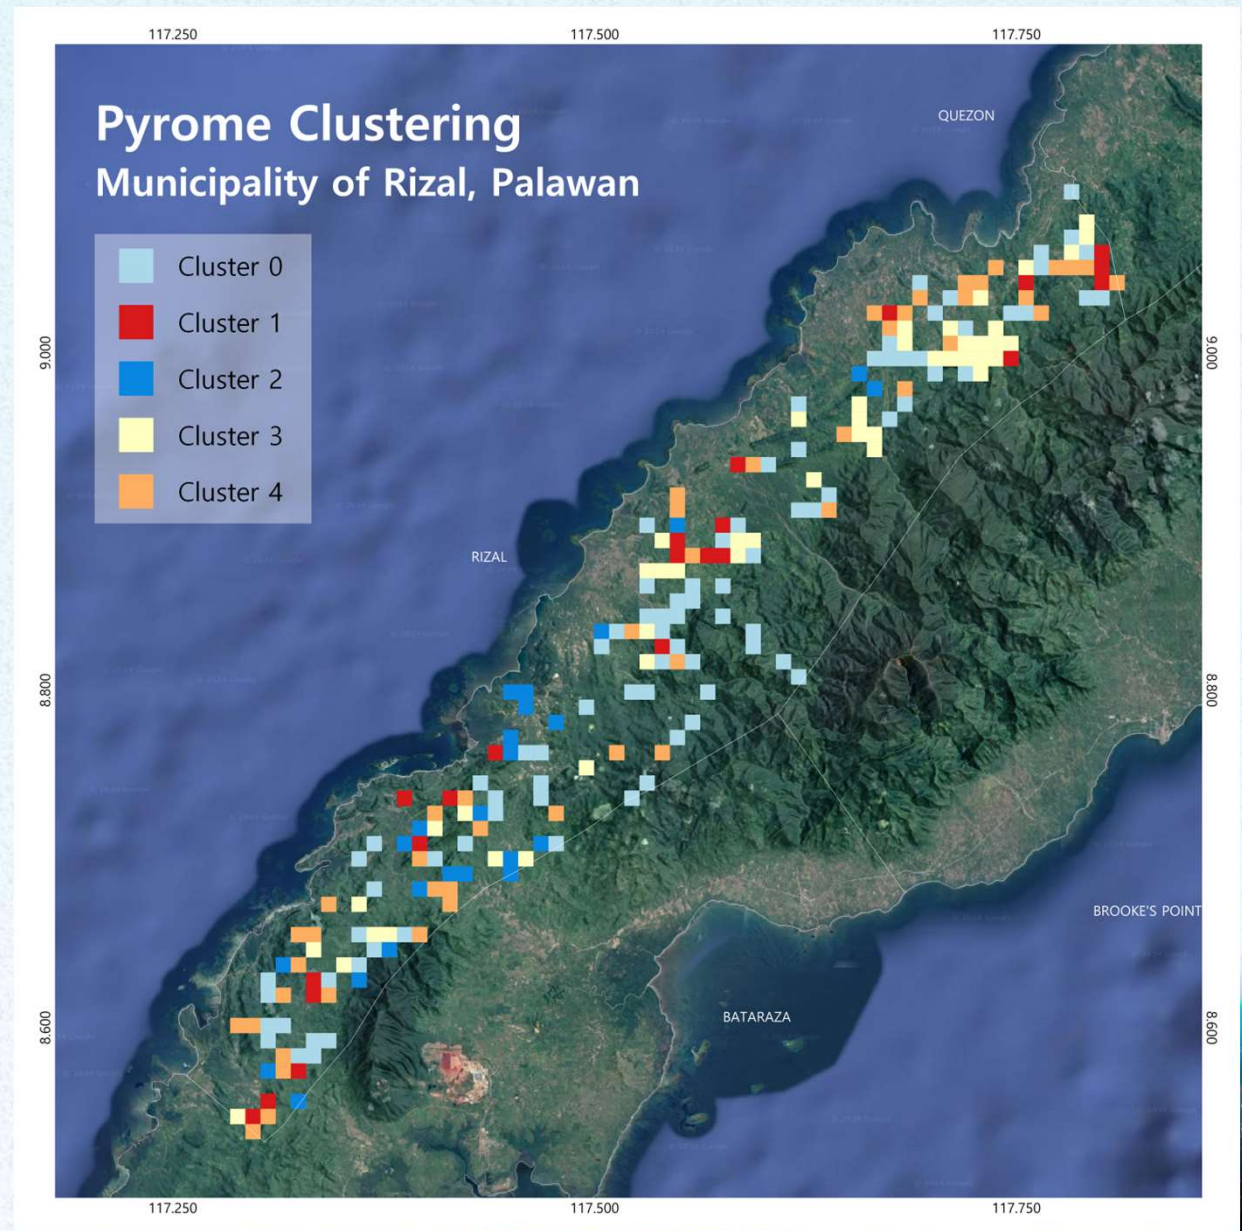 117.250
117.500
117.750
Pyrome Clustering
Municipality of Rizal, Palawan
QUEZON
Cluster 0
Cluster 1
Cluster 2
Cluster 3
Cluster 4
9.000
9.000
RIZAL
8.800
8.800
BROOKE'S POINT
BATARAZA
8.600
8.600
117.250
117.500
117.750